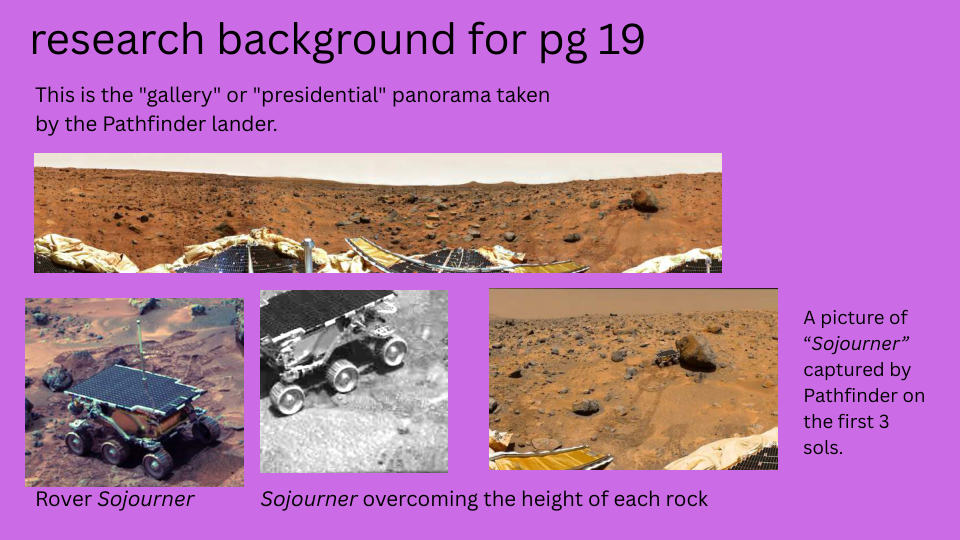 research background for pg 19
This is the "gallery" or "presidential" panorama taken
by the Pathfinder lander.
A picture of
“Sojourner”
captured by
Pathfinder on
the first 3
sols.
Rover Sojourner
Sojourner overcoming the height of each rock